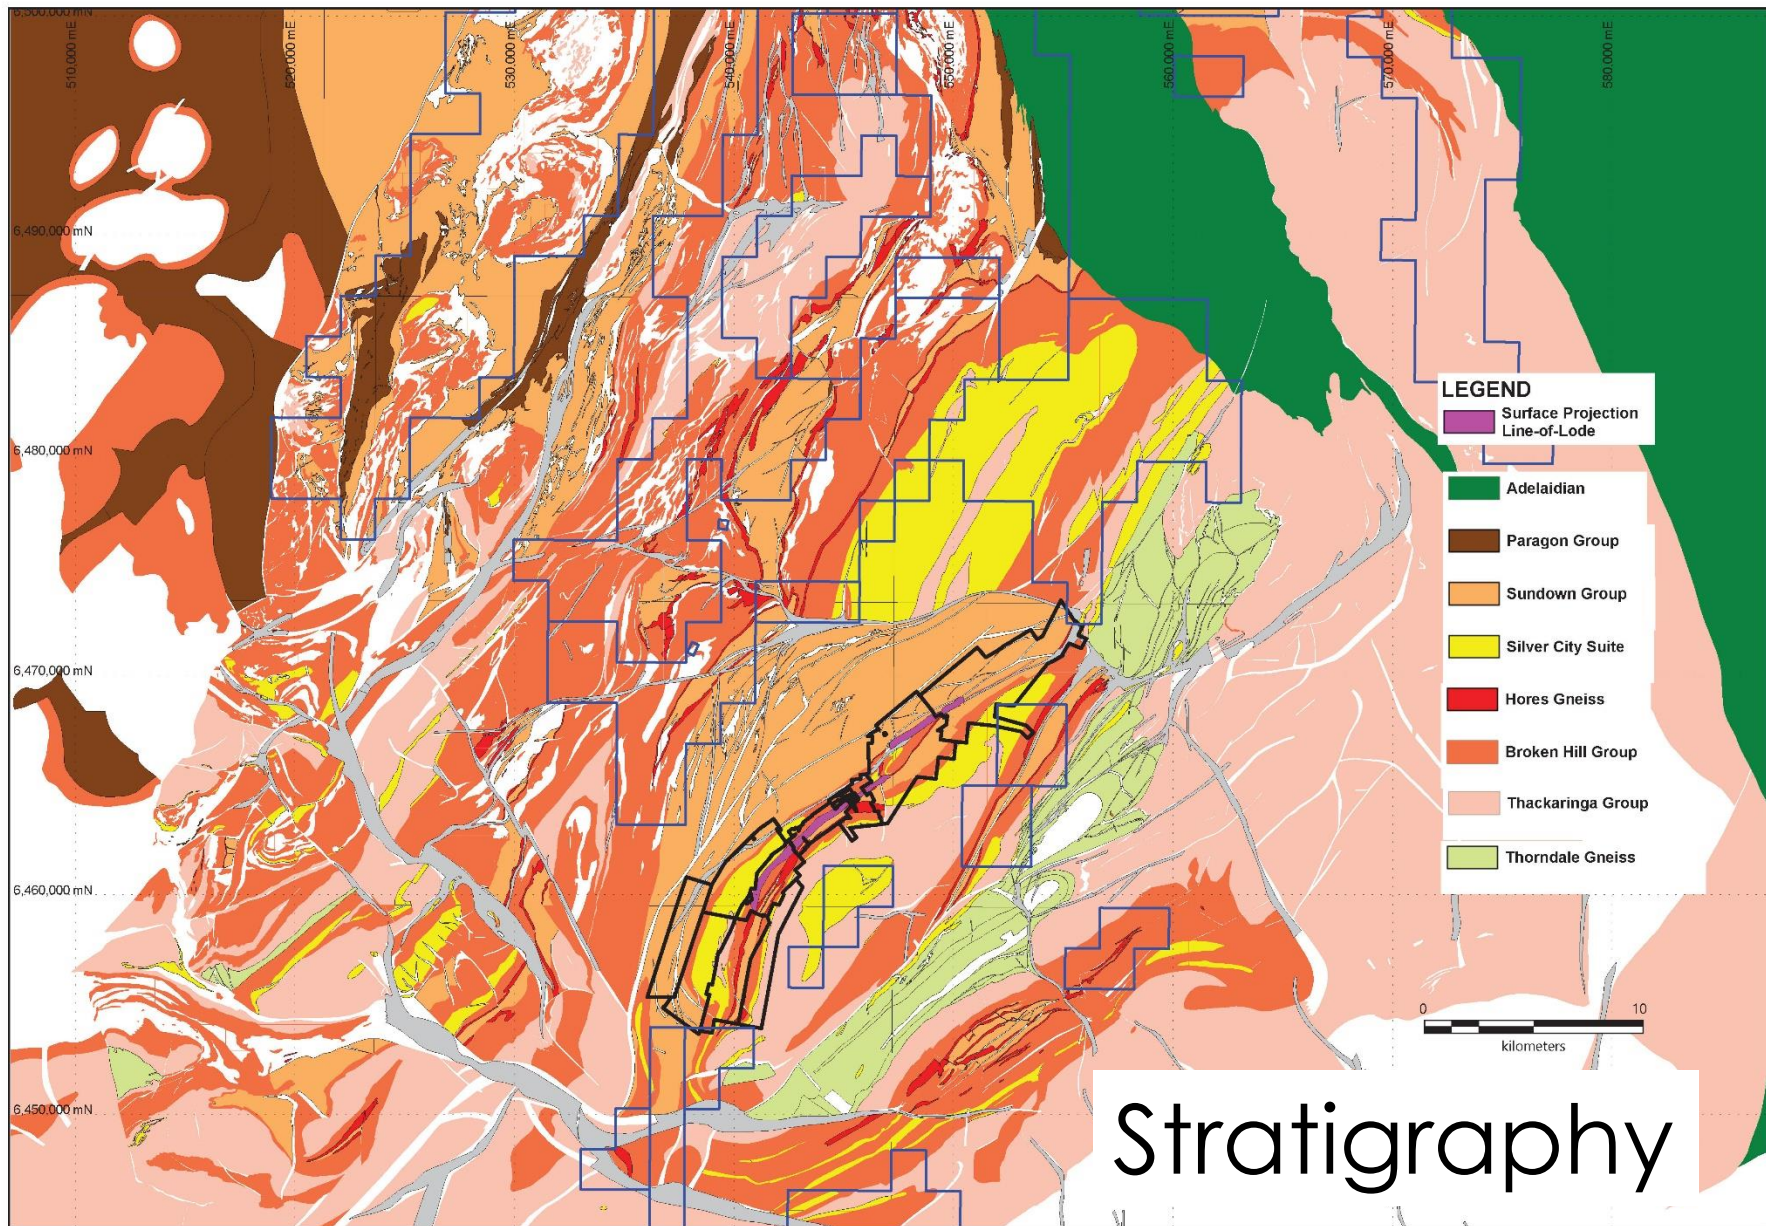 6,500,000 mN
510,000 mE
520,000 mE
530,000 mE
540,000 mE
550,000 mE
560,000 mE
570,000 mE
580,000 mE
6,490,000 mN
6,480,000 mN
6,470,000 mN
6,460,000 mN
6,450,000 mN
LEGEND
Surface Projection
Line-of-Lode
Adelaidian
Paragon Group
Sundown Group
Silver City Suite
Hores Gneiss
Broken Hill Group
Thackaringa Group
Thorndale Gneiss
0 10
kilometers
Stratigraphy